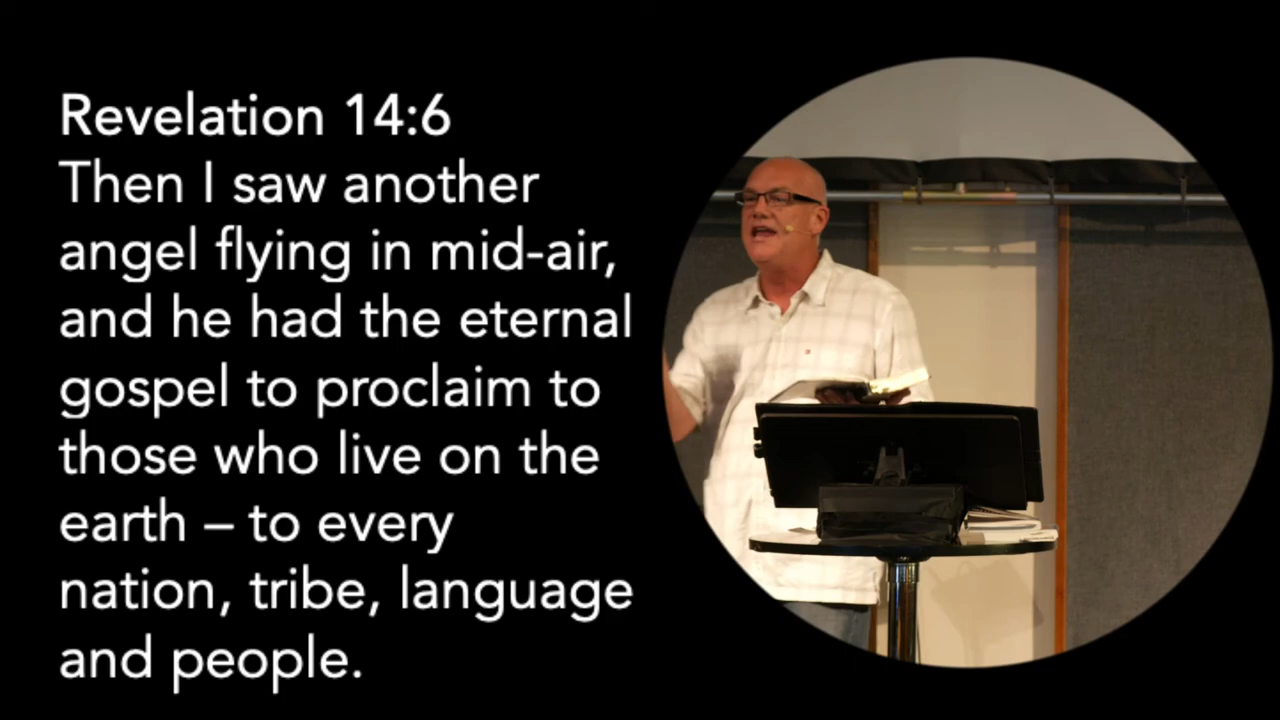 Revelation 14:6
Then I saw another
angel flying in mid-air,
and he had the eternal
gospel to proclaim to
those who live on the
earth – to every
nation, tribe, language
and people.